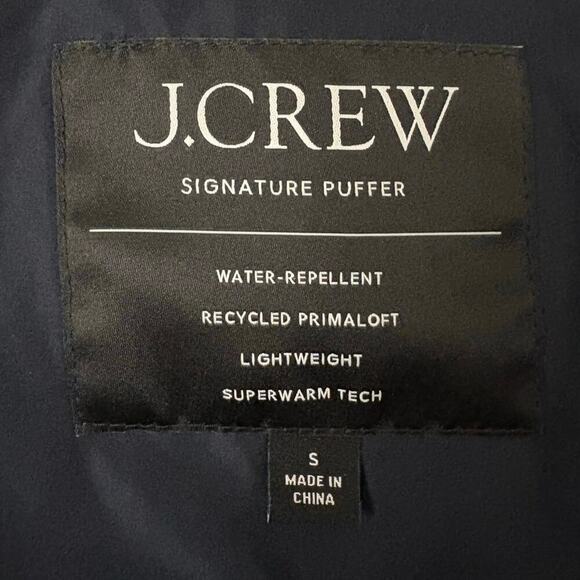 J.CREW
SIGNATURE PUFFER
WATER-REPELLENT
RECYCLED PRIMALOFT
LIGHTWEIGHT
SUPERWARM TECH
S
MADE IN
CHINA